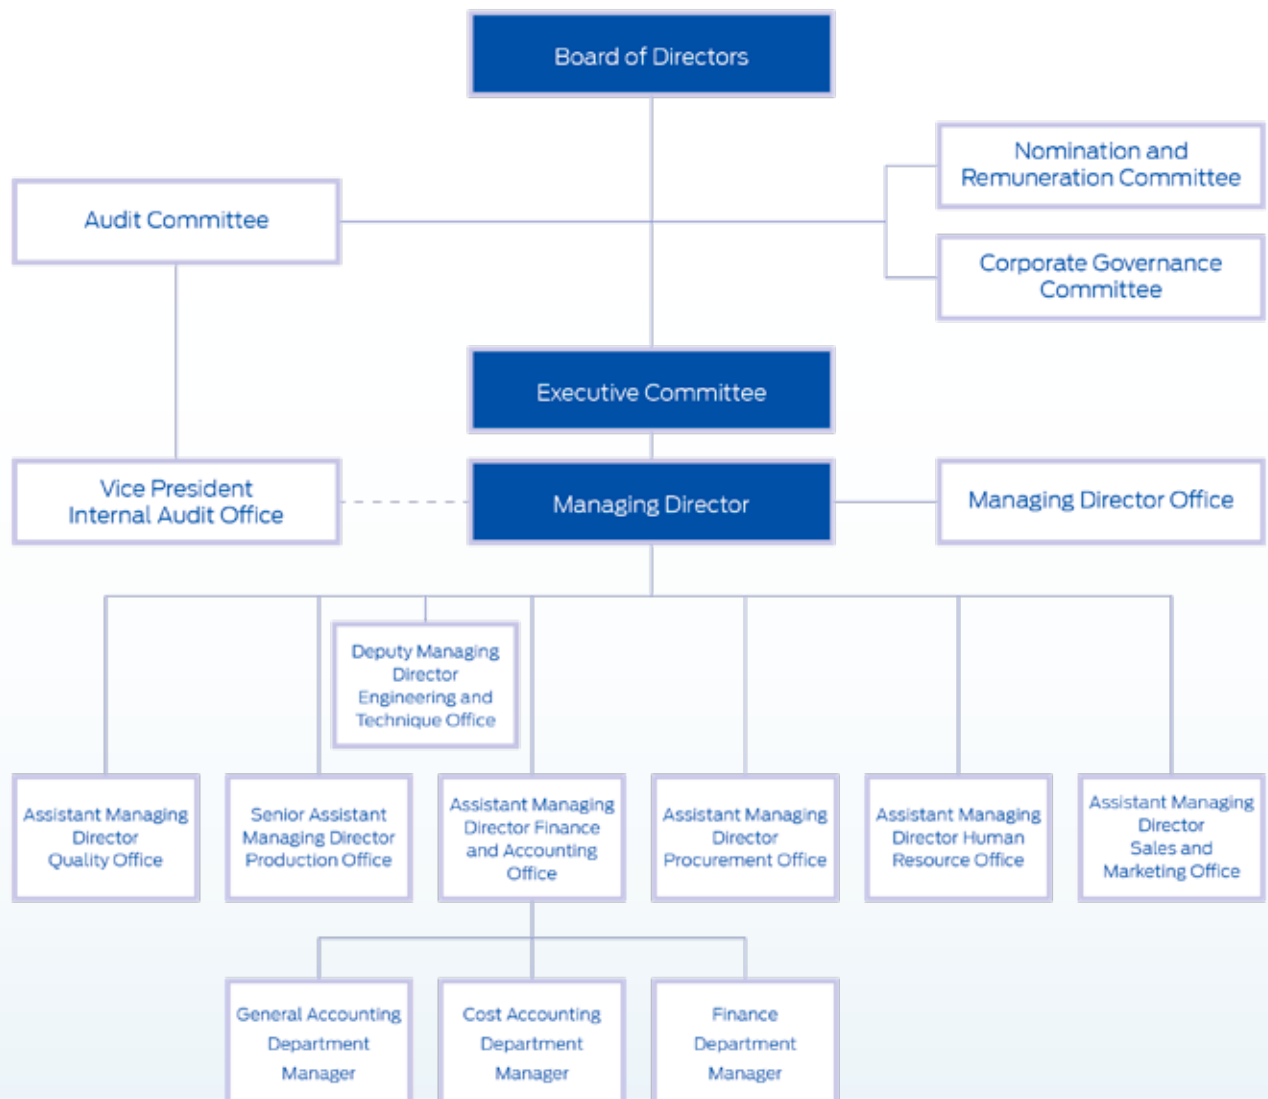 Board of Directors
Nomination and
Remuneration Committee
Audit Committee
Corporate Governance
Committee
Executive Committee
Vice President
Internal Audit Office
Managing Director
Managing Director Office
Deputy Managing
Director
Engineering and
Technique Office
Assistant Managing
Director
Quality Office
Senior Assistant
Managing Director
Production Office
Assistant Managing
Director Finance
and Accounting
Office
Assistant Managing
Director
Procurement Office
Assistant Managing
Director Human
Resource Office
Assistant Managing
Director
Sales and
Marketing Office
General Accounting
Department
Manager
Cost Accounting
Department
Manager
Finance
Department
Manager